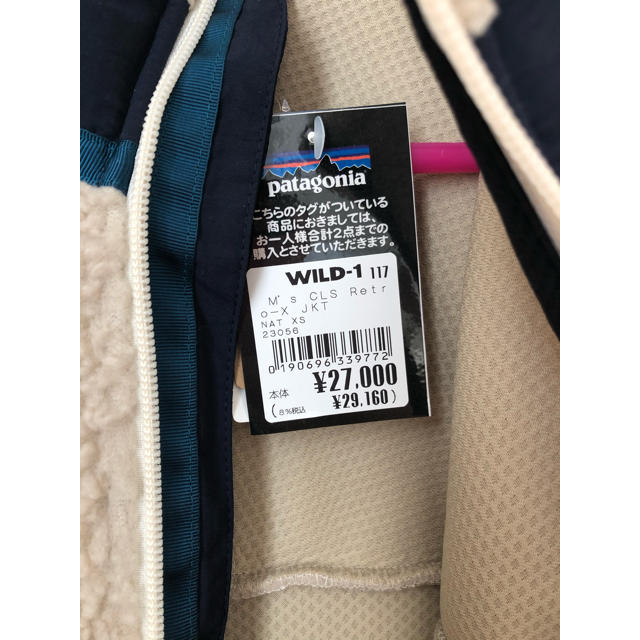 patagonia
こちらのタグがついている
商品におきましては、
お一人様合計2点までの
購入とさせていただきます。
WILD-1 117
M's CLS Retr
o-X JKT
NAT XS
23056
0190696339772
本体 ¥27,000
(8%税込 ¥29,160)